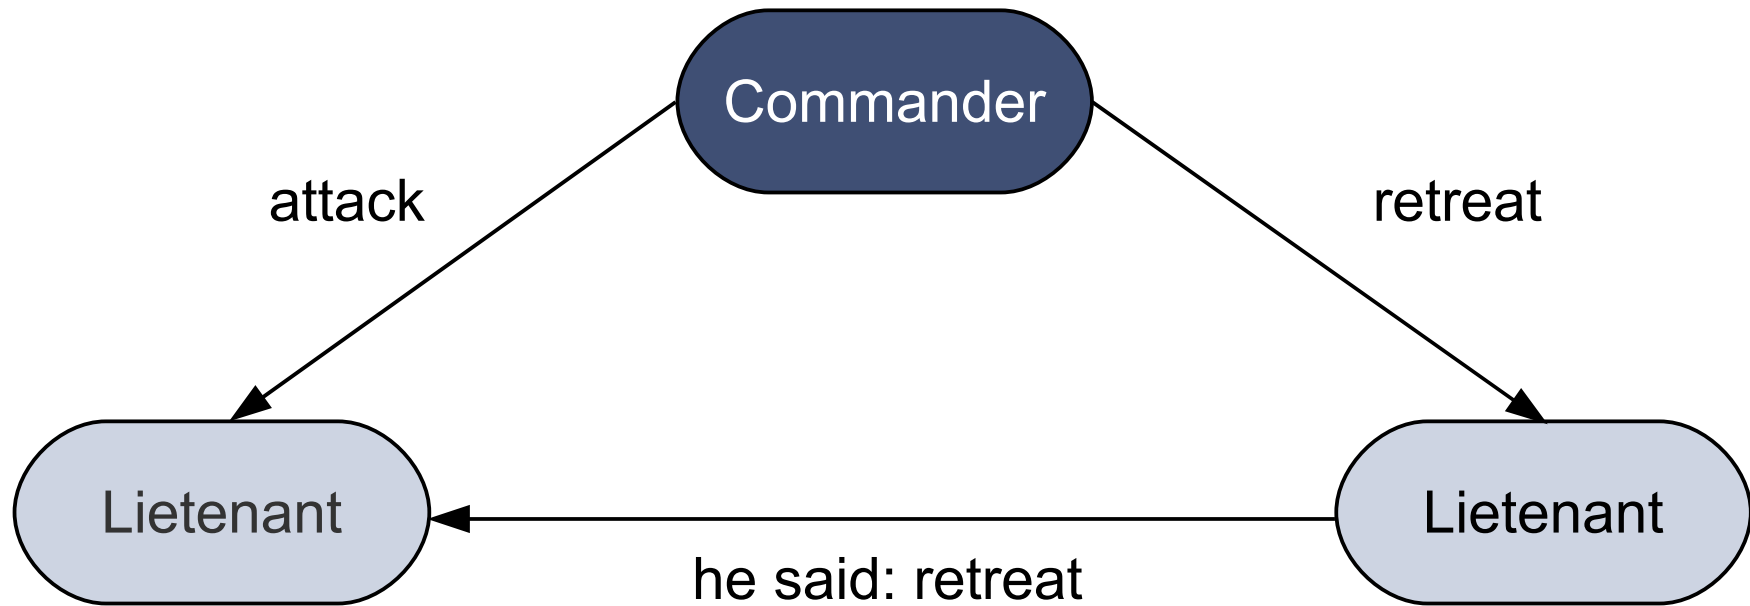 Commander
attack
retreat
Lietenant
Lietenant
he said: retreat